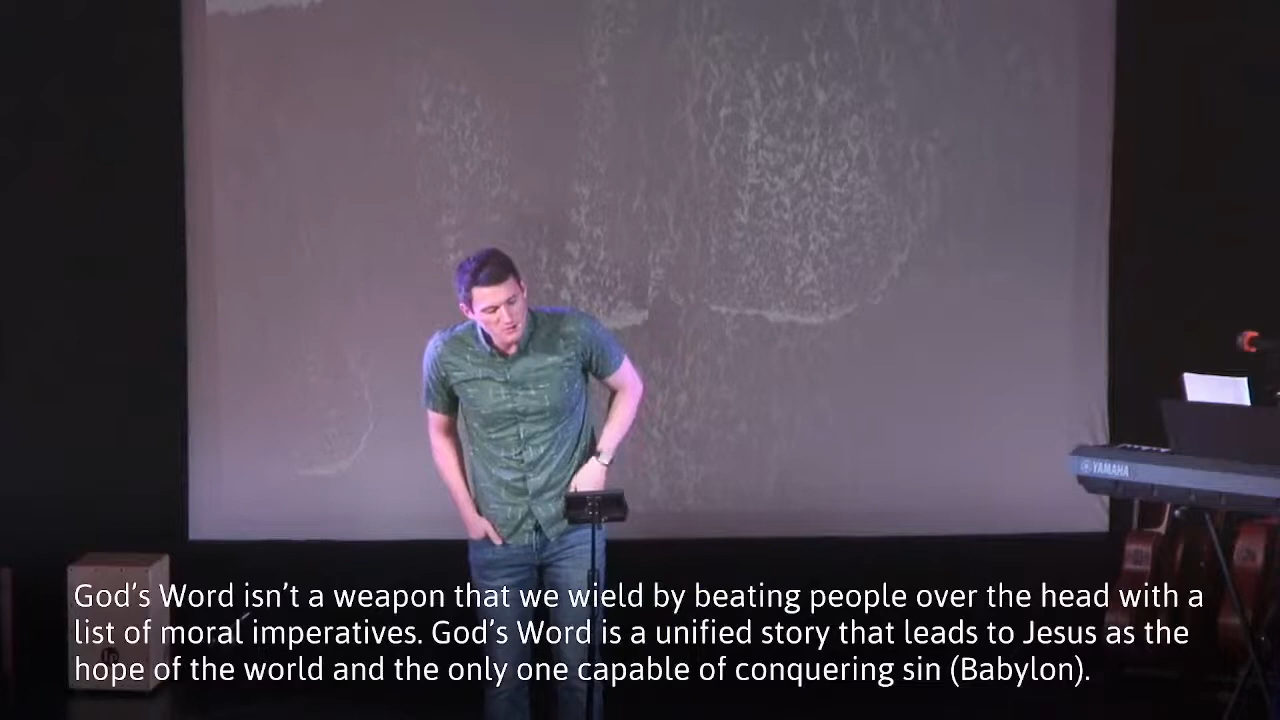 YAMAHA
God’s Word isn’t a weapon that we wield by beating people over the head with a
list of moral imperatives. God’s Word is a unified story that leads to Jesus as the
hope of the world and the only one capable of conquering sin (Babylon).